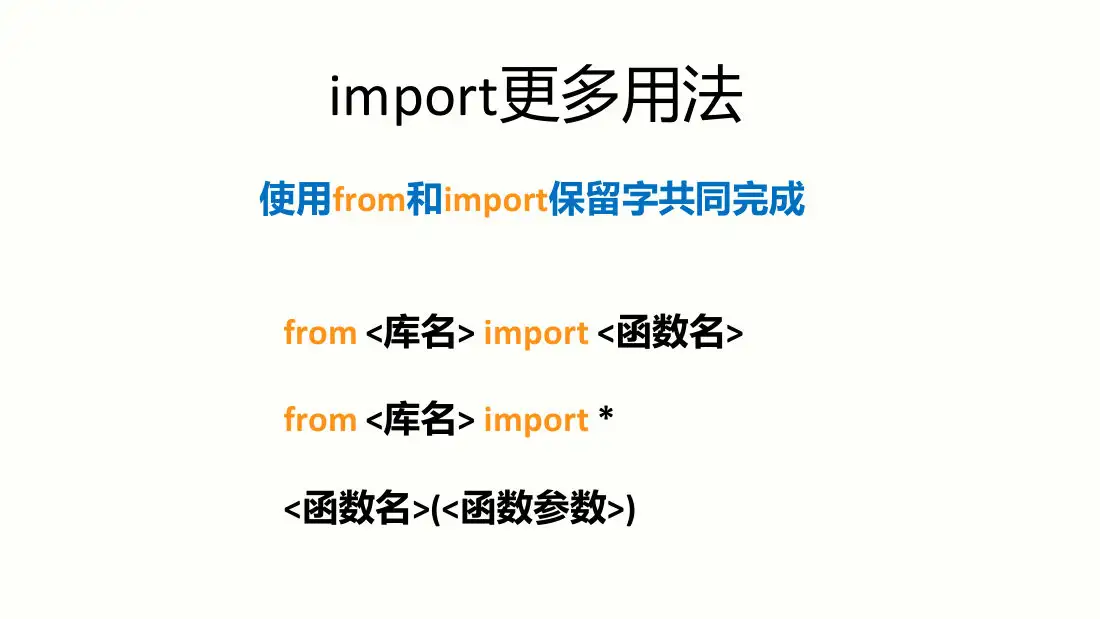 import更多用法
使用from和import保留字共同完成
from <库名> import <函数名>
from <库名> import *
<函数名>(<函数参数>)